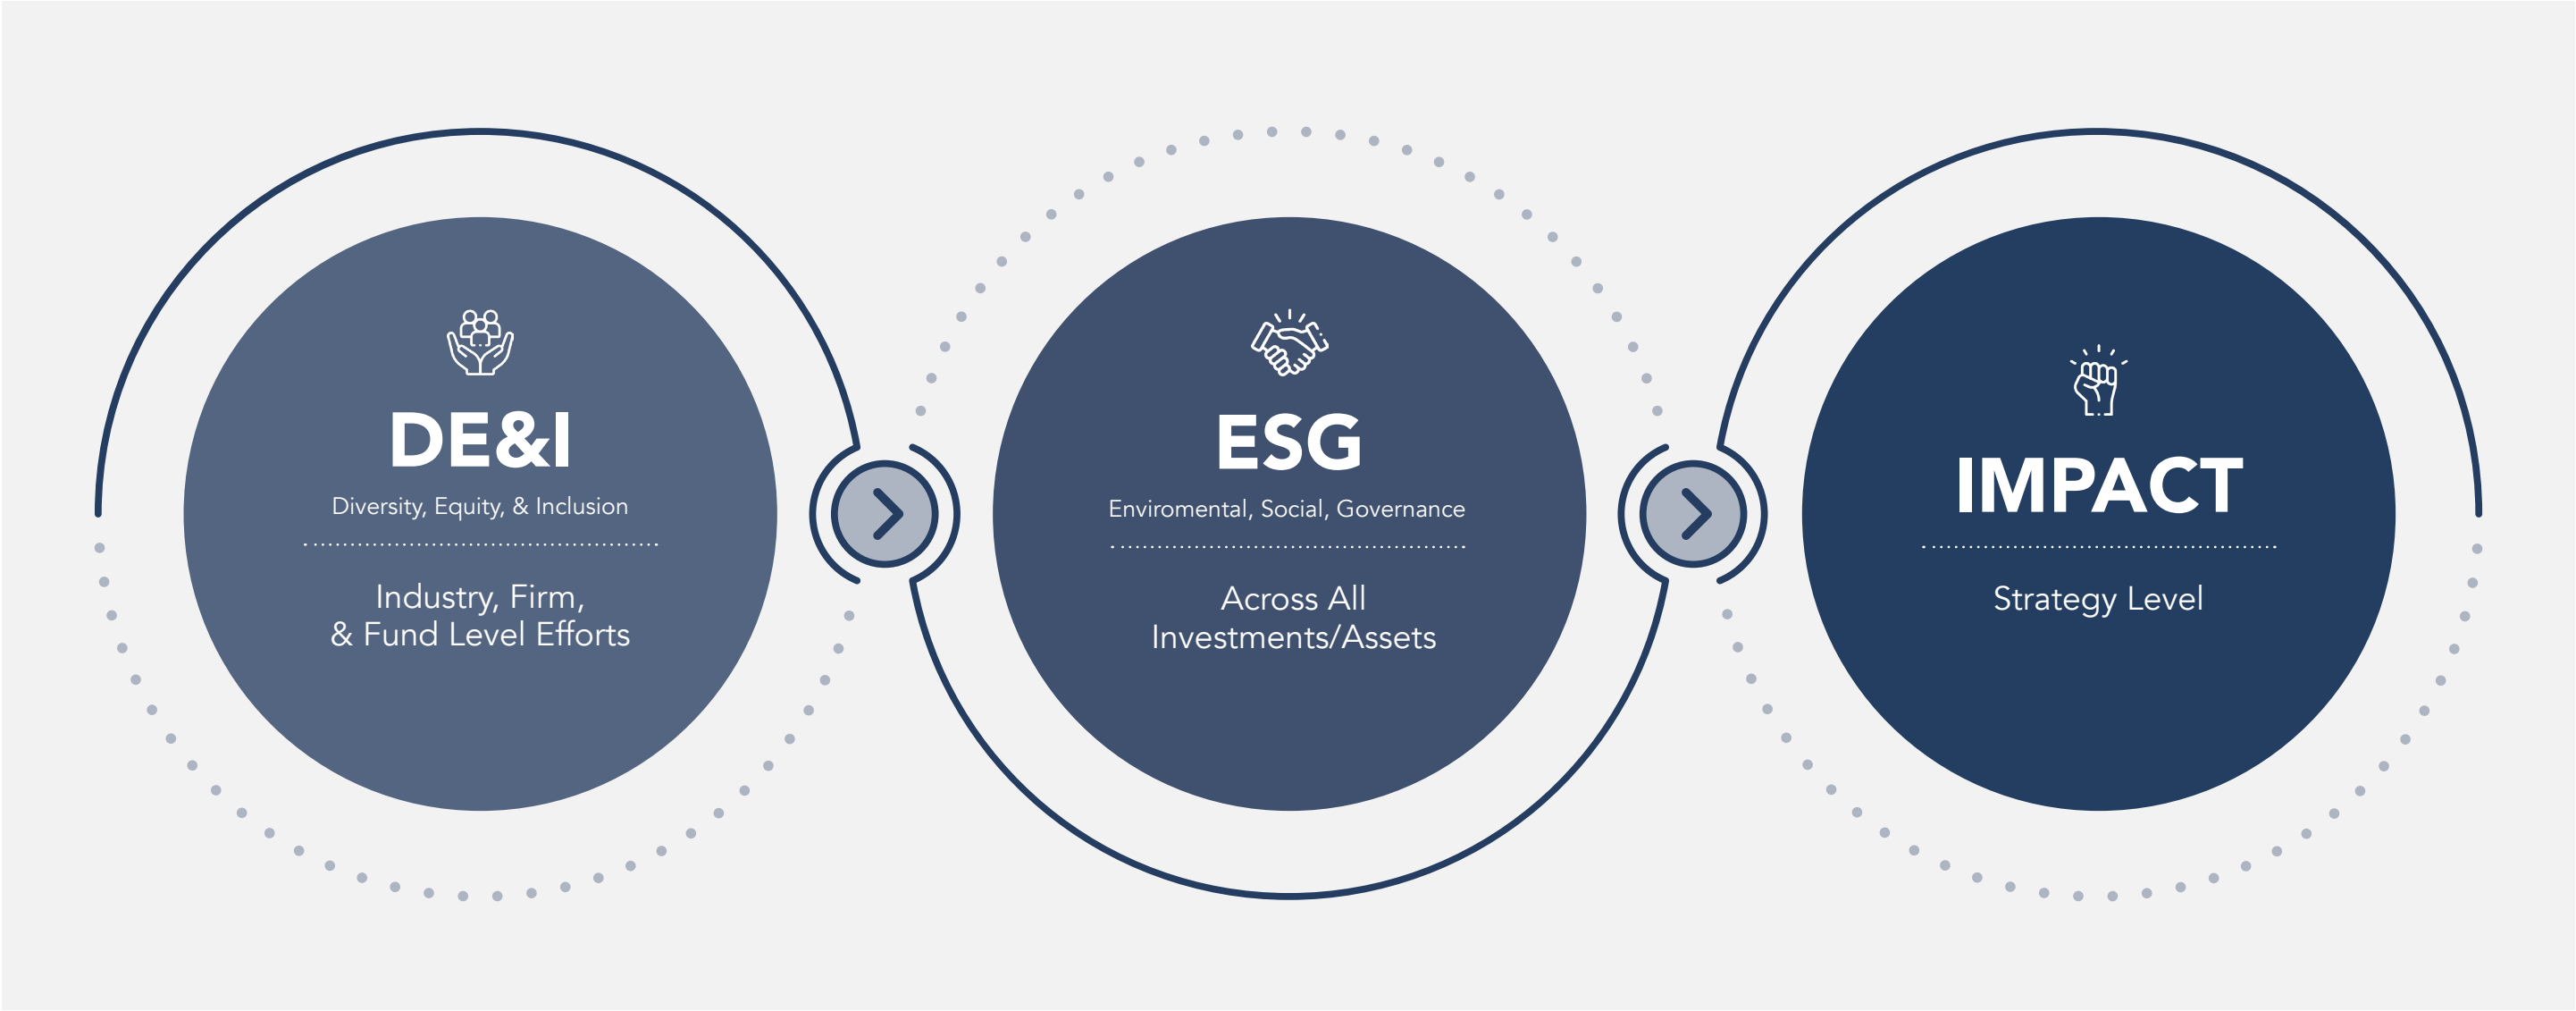 DE&I
Diversity, Equity, & Inclusion
Industry, Firm,
& Fund Level Efforts
ESG
Enviromental, Social, Governance
Across All
Investments/Assets
IMPACT
Strategy Level